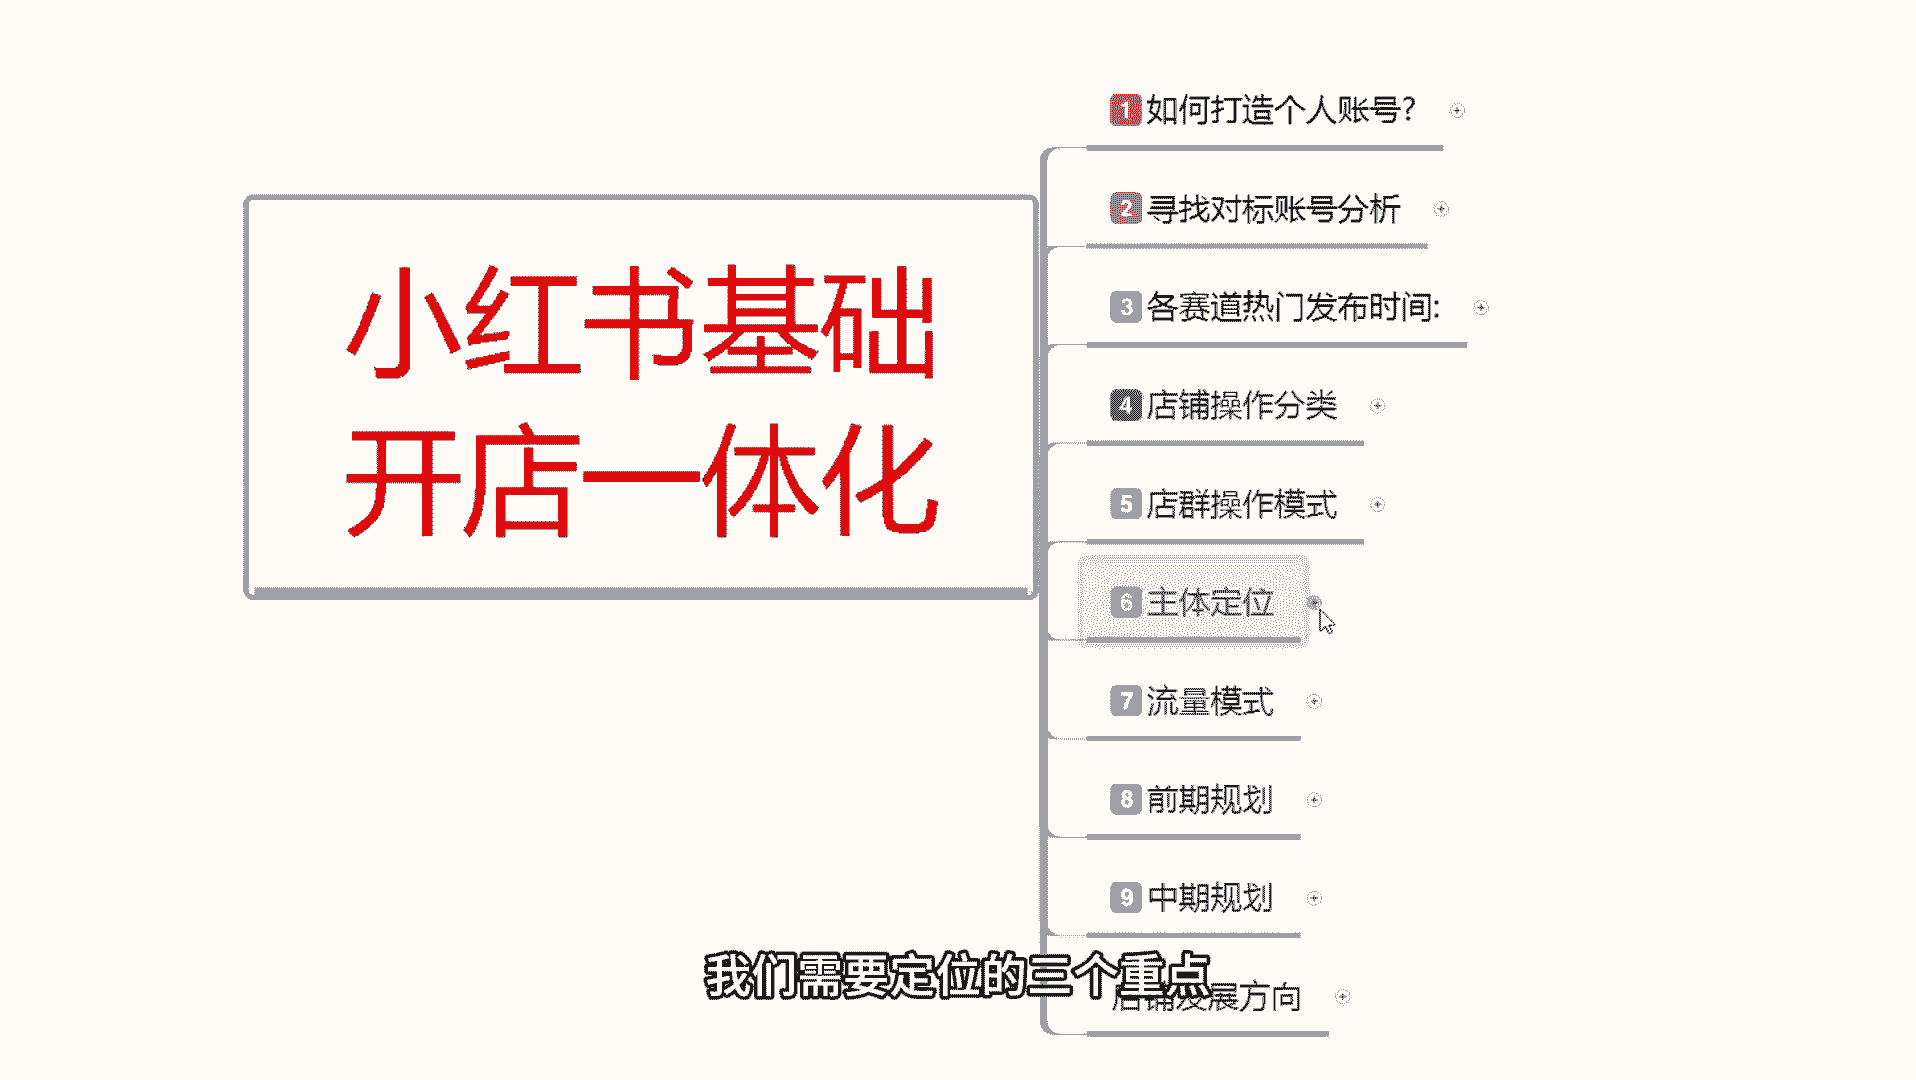 小红书基础
开店一体化
1 如何打造个人账号?
2 寻找对标账号分析
3 各赛道热门发布时间:
4 店铺操作分类
5 店群操作模式
6 主体定位
7 流量模式
8 前期规划
9 中期规划
店铺发展方向
我们需要定位的三个重点